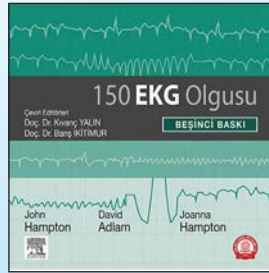 150 EKG Olgusu
Çeviri Editörleri
Doç. Dr. Kıvanç YALIN
Doç. Dr. Barış İKİTİMUR
BEŞİNCİ BASKI
John Hampton
David Adlam
Joanna Hampton